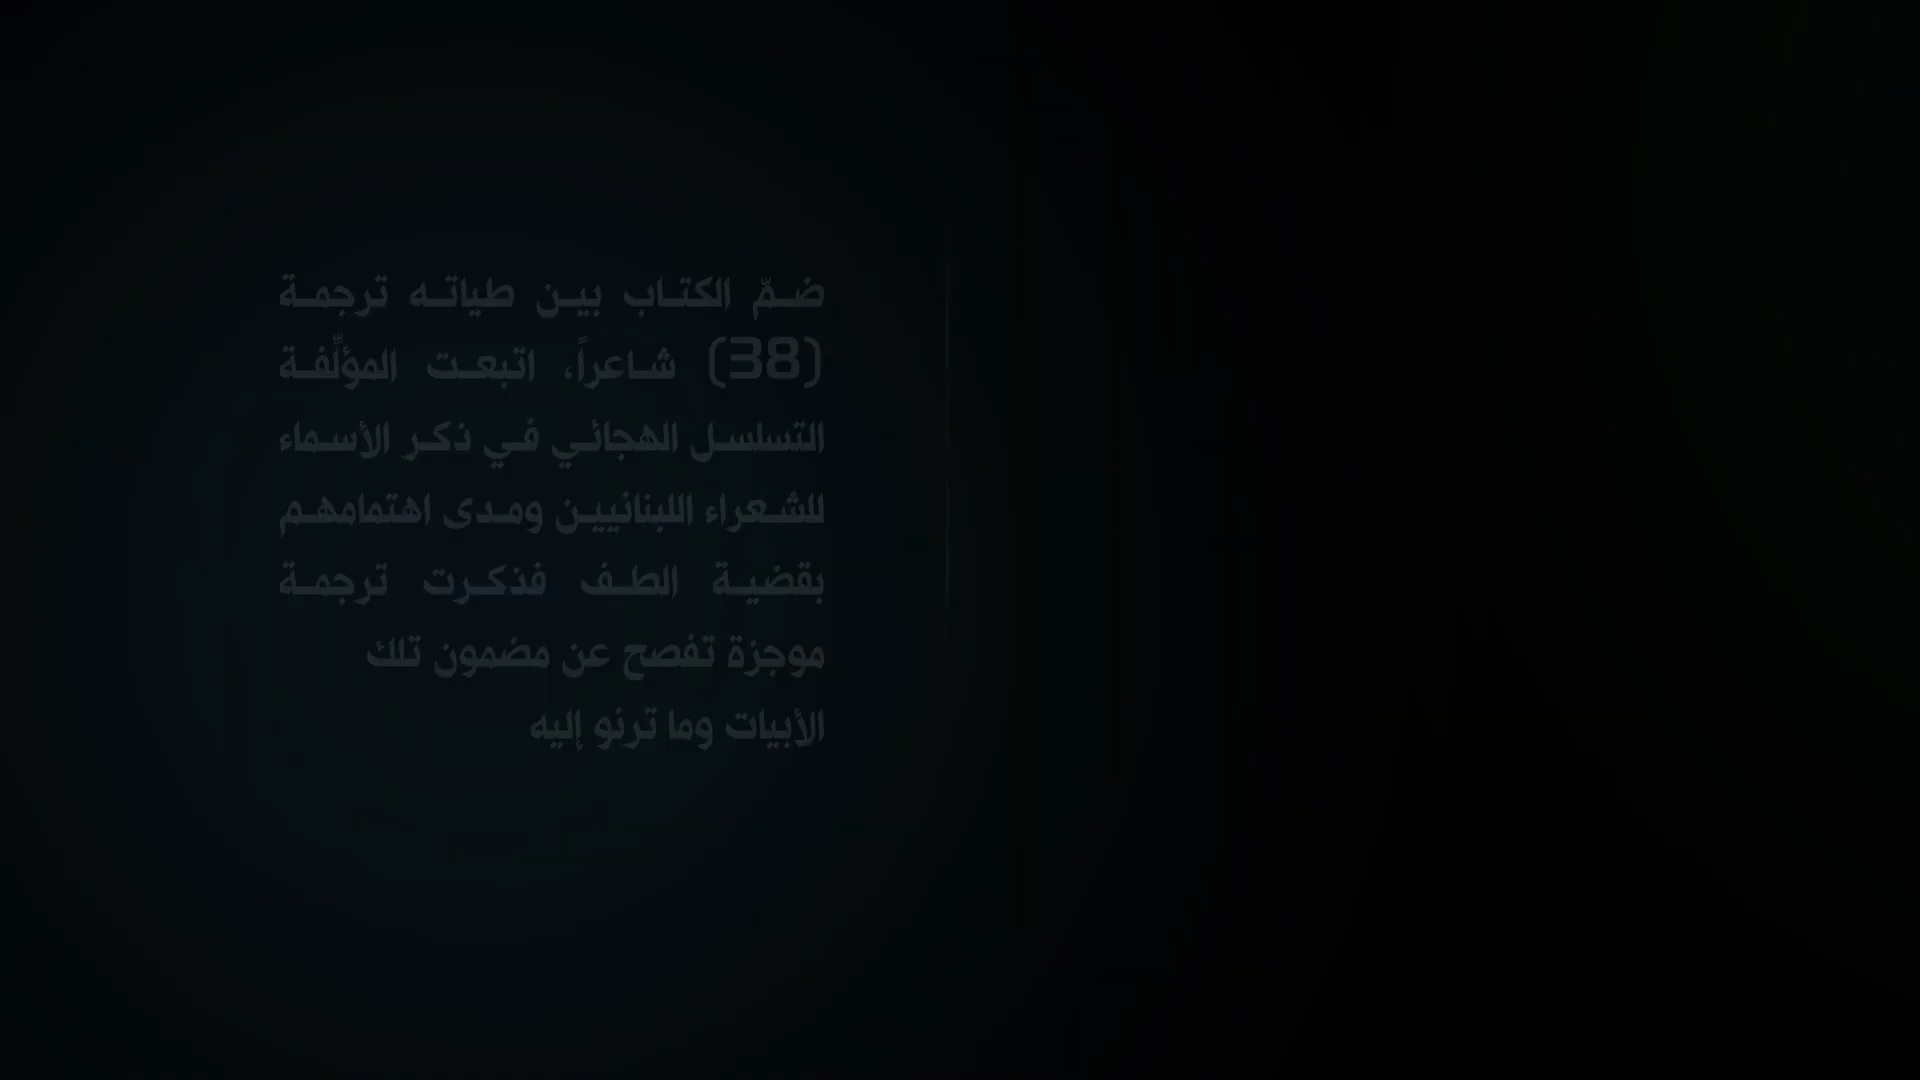 ضمّ الكتاب بين طياته ترجمة
(38) شاعراً، اتبعت المؤلِّفة
التسلسل الهجائي في ذكر الأسماء
للشعراء اللبنانيين ومدى اهتمامهم
بقضية الطف فذكرت ترجمة
موجزة تفصح عن مضمون تلك
الأبيات وما ترنو إليه